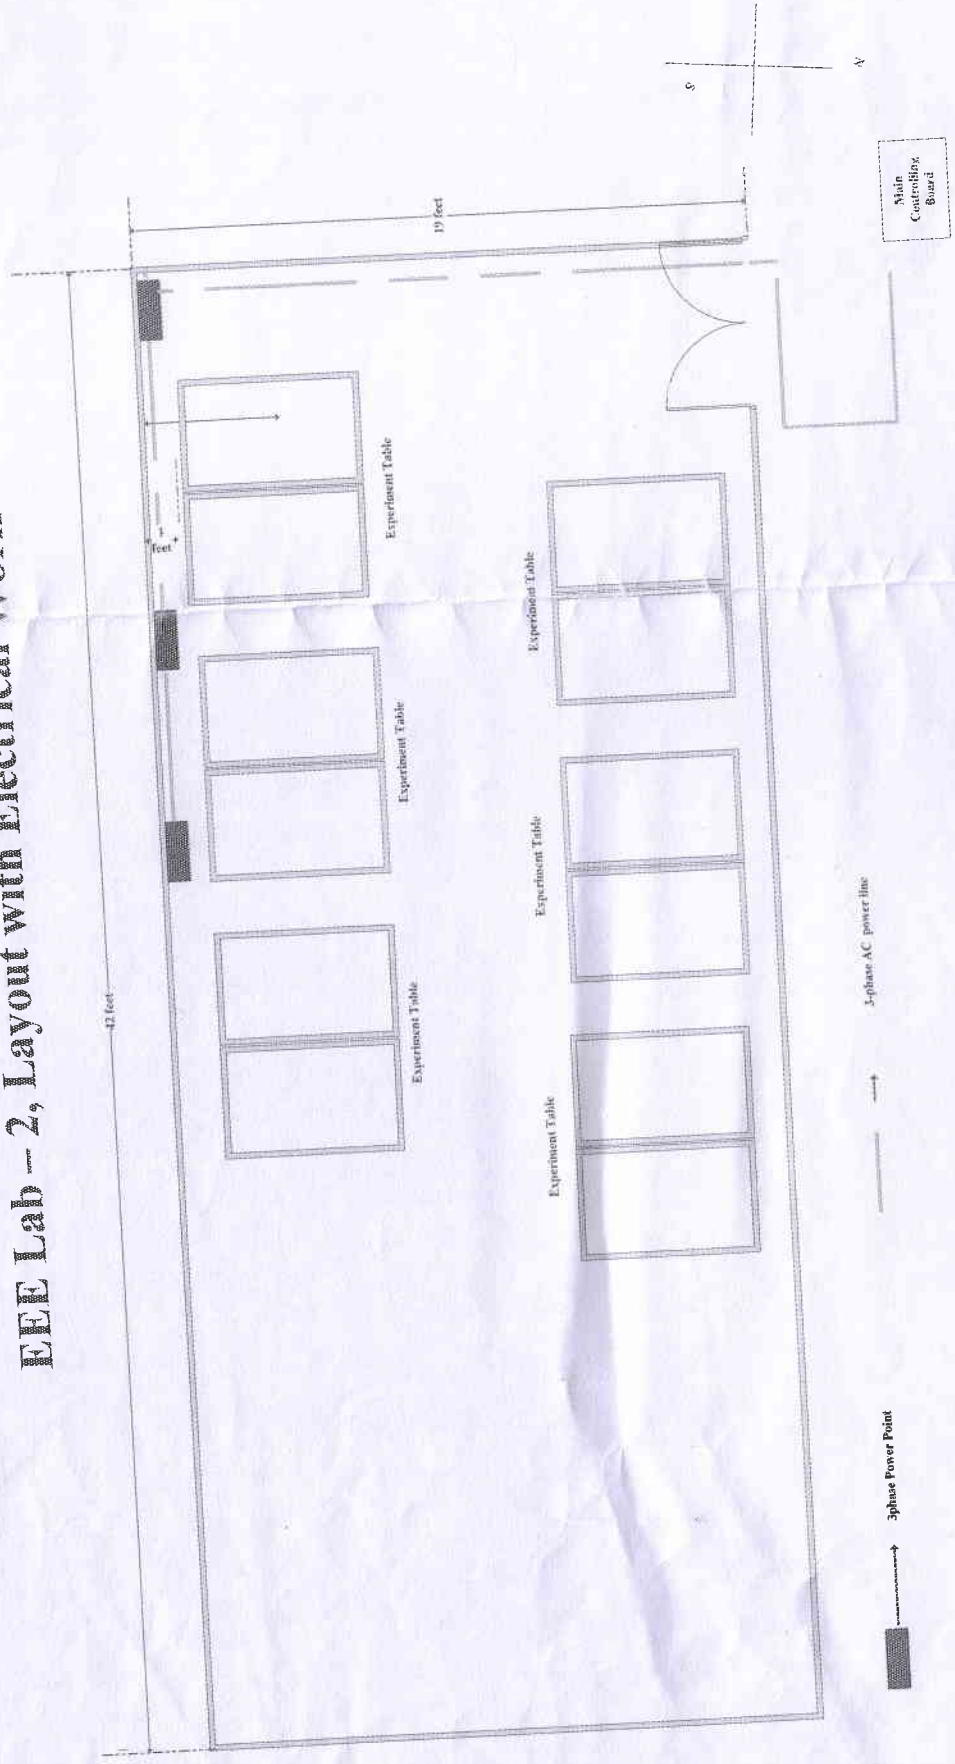 EEE Lab – 2, Layout with Electrical Work
42 feet
19 feet
feet
Experiment Table
Experiment Table
Experiment Table
Experiment Table
Experiment Table
Experiment Table
S
N
Main
Controlling
Board
3phase Power Point
3-phase AC power line